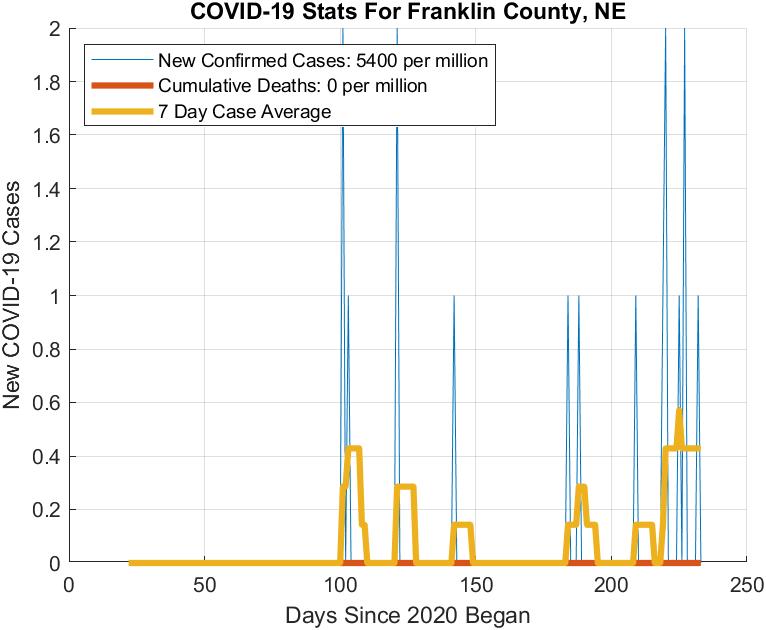 COVID-19 Stats For Franklin County, NE
New Confirmed Cases: 5400 per million
Cumulative Deaths: 0 per million
7 Day Case Average
New COVID-19 Cases
2
1.8
1.6
1.4
1.2
1
0.8
0.6
0.4
0.2
0
0 50 100 150 200 250
Days Since 2020 Began